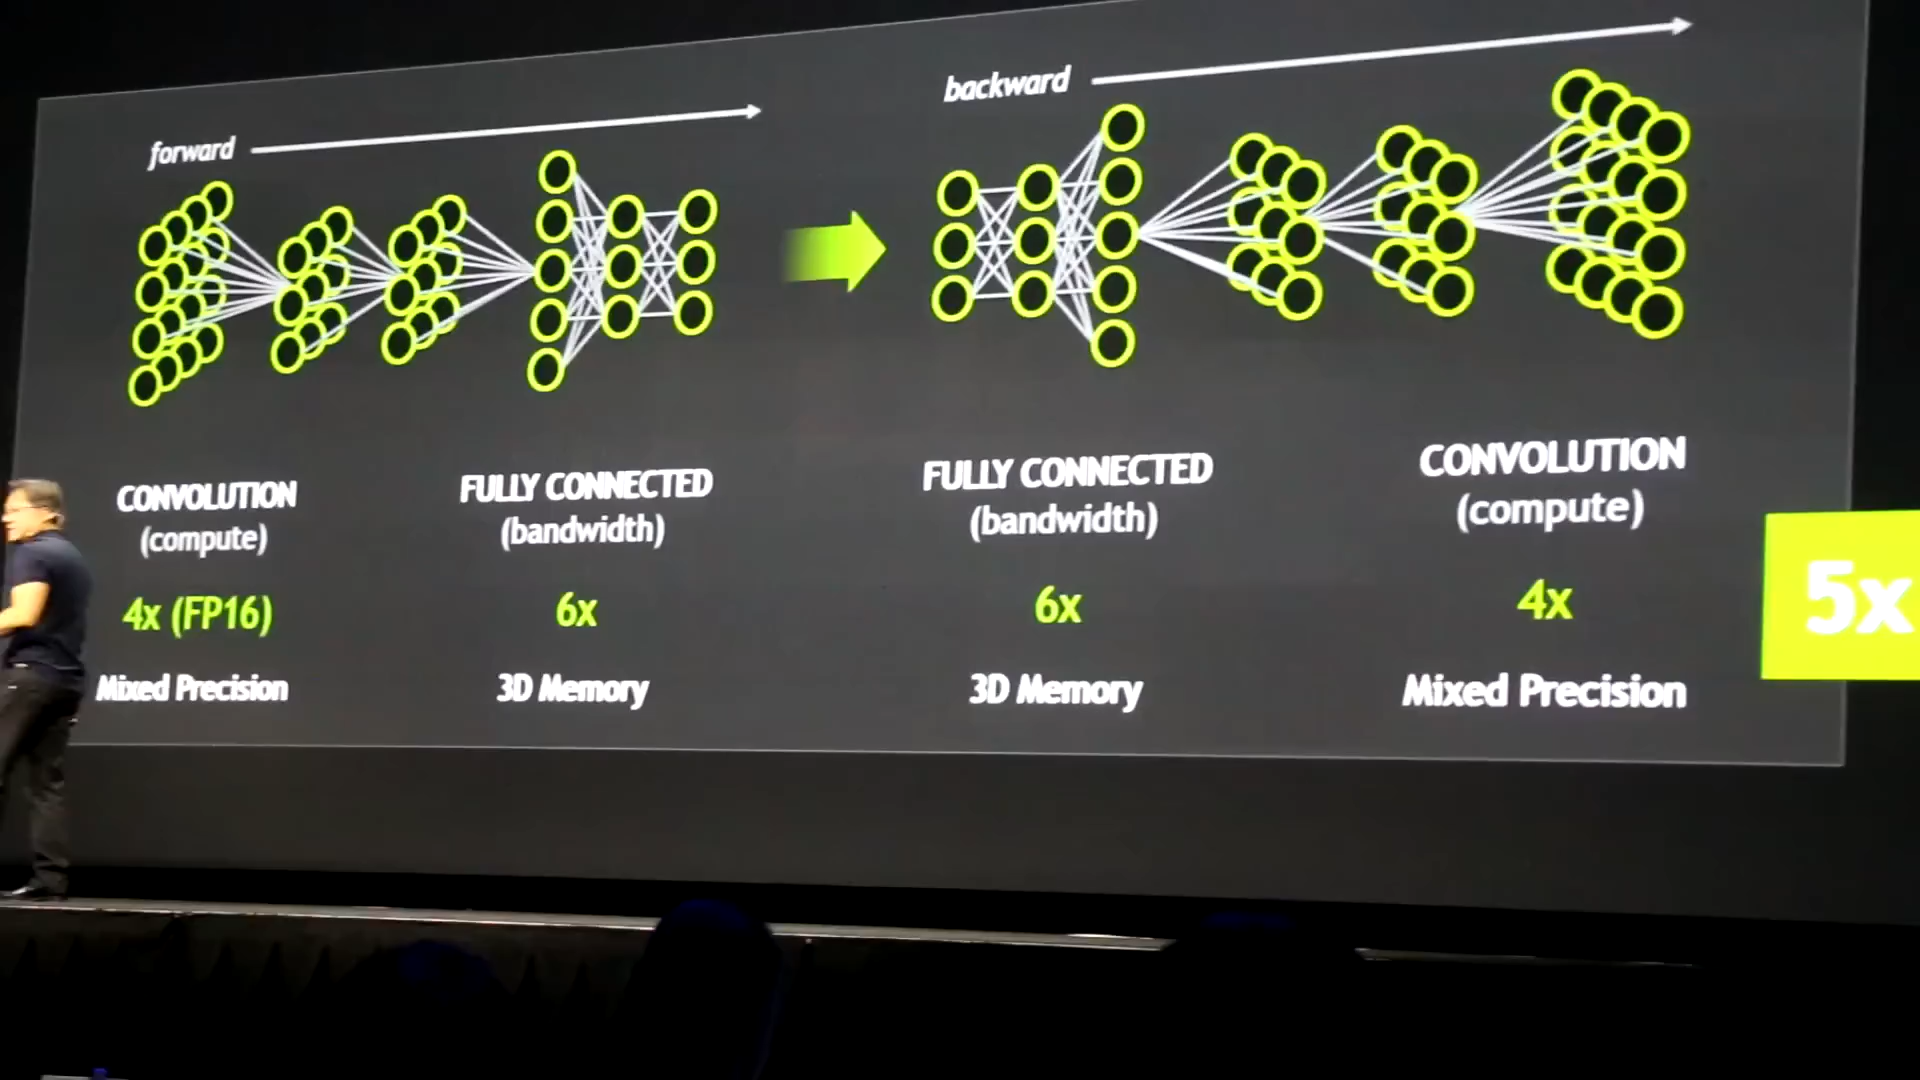 forward
backward
CONVOLUTION
(compute)
4x (FP16)
Mixed Precision
FULLY CONNECTED
(bandwidth)
6x
3D Memory
FULLY CONNECTED
(bandwidth)
6x
3D Memory
CONVOLUTION
(compute)
4x
Mixed Precision
5x